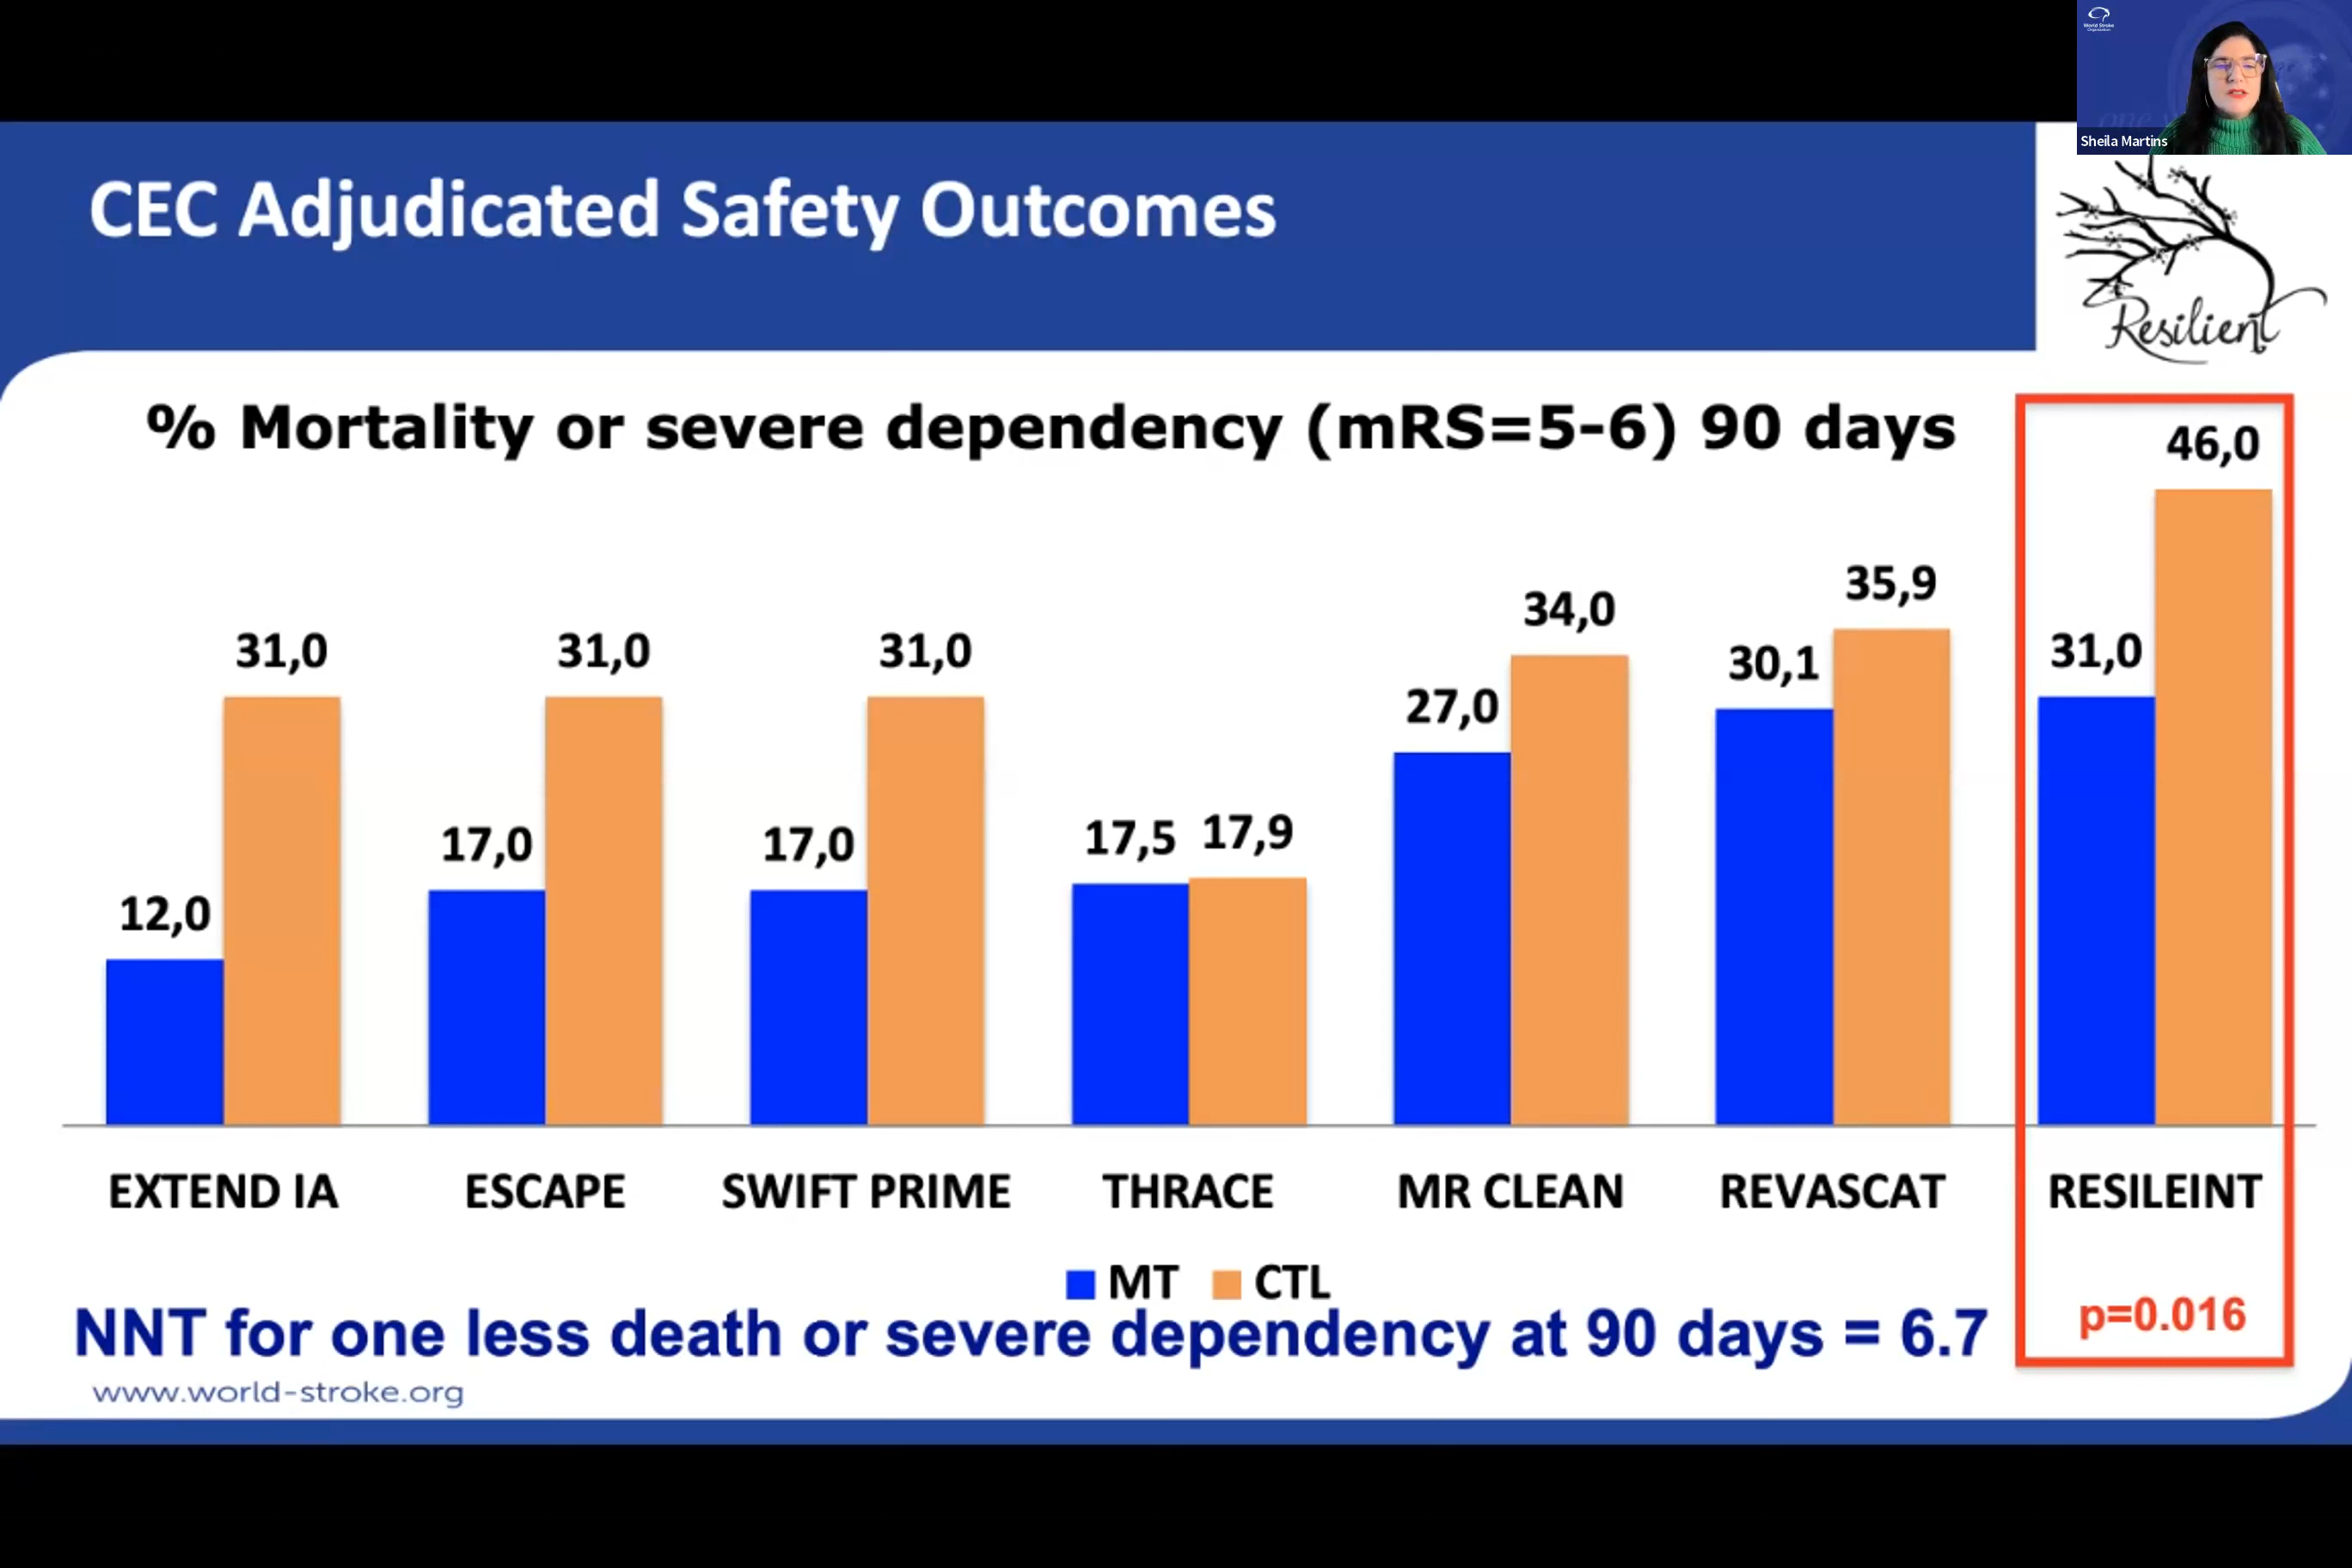 World Stroke
Organization
Sheila Martins
CEC Adjudicated Safety Outcomes
Resilient
% Mortality or severe dependency (mRS=5-6) 90 days
12,0 31,0
17,0 31,0
17,0 31,0
17,5 17,9
27,0 34,0
30,1 35,9
31,0 46,0
EXTEND IA ESCAPE SWIFT PRIME THRACE MR CLEAN REVASCAT RESILEINT
MT CTL
NNT for one less death or severe dependency at 90 days = 6.7
p=0.016
www.world-stroke.org